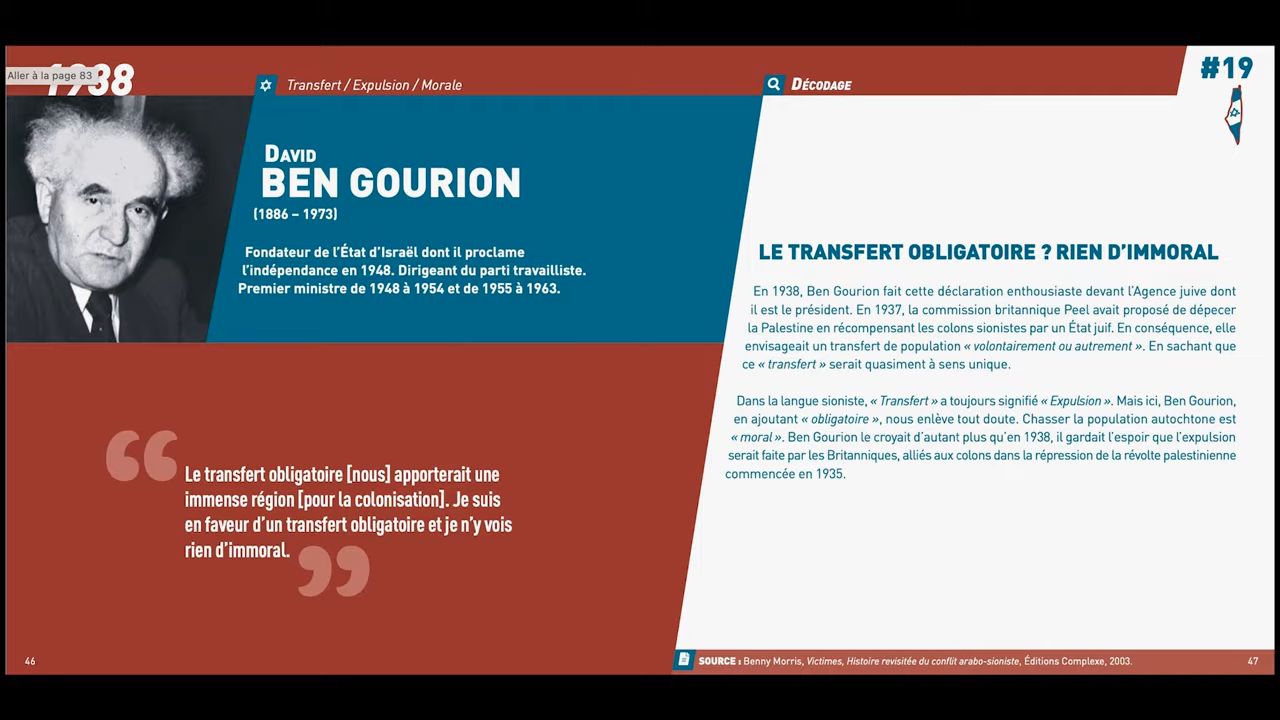 Aller à la page 83
1938
Transfert / Expulsion / Morale
DAVID
BEN GOURION
(1886 – 1973)
Fondateur de l'État d'Israël dont il proclame
l'indépendance en 1948. Dirigeant du parti travailliste.
Premier ministre de 1948 à 1954 et de 1955 à 1963.
“
Le transfert obligatoire [nous] apporterait une
immense région [pour la colonisation]. Je suis
en faveur d'un transfert obligatoire et je n'y vois
rien d'immoral.
”
46
DÉCODAGE
#19
LE TRANSFERT OBLIGATOIRE ? RIEN D'IMMORAL
En 1938, Ben Gourion fait cette déclaration enthousiaste devant l'Agence juive dont
il est le président. En 1937, la commission britannique Peel avait proposé de dépecer
la Palestine en récompensant les colons sionistes par un État juif. En conséquence, elle
envisageait un transfert de population « volontairement ou autrement ». En sachant que
ce « transfert » serait quasiment à sens unique.
Dans la langue sioniste, « Transfert » a toujours signifié « Expulsion ». Mais ici, Ben Gourion,
en ajoutant « obligatoire », nous enlève tout doute. Chasser la population autochtone est
« moral ». Ben Gourion le croyait d'autant plus qu'en 1938, il gardait l'espoir que l'expulsion
serait faite par les Britanniques, alliés aux colons dans la répression de la révolte palestinienne
commencée en 1935.
SOURCE : Benny Morris, Victimes, Histoire revisitée du conflit arabo-sioniste, Éditions Complexe, 2003.
47